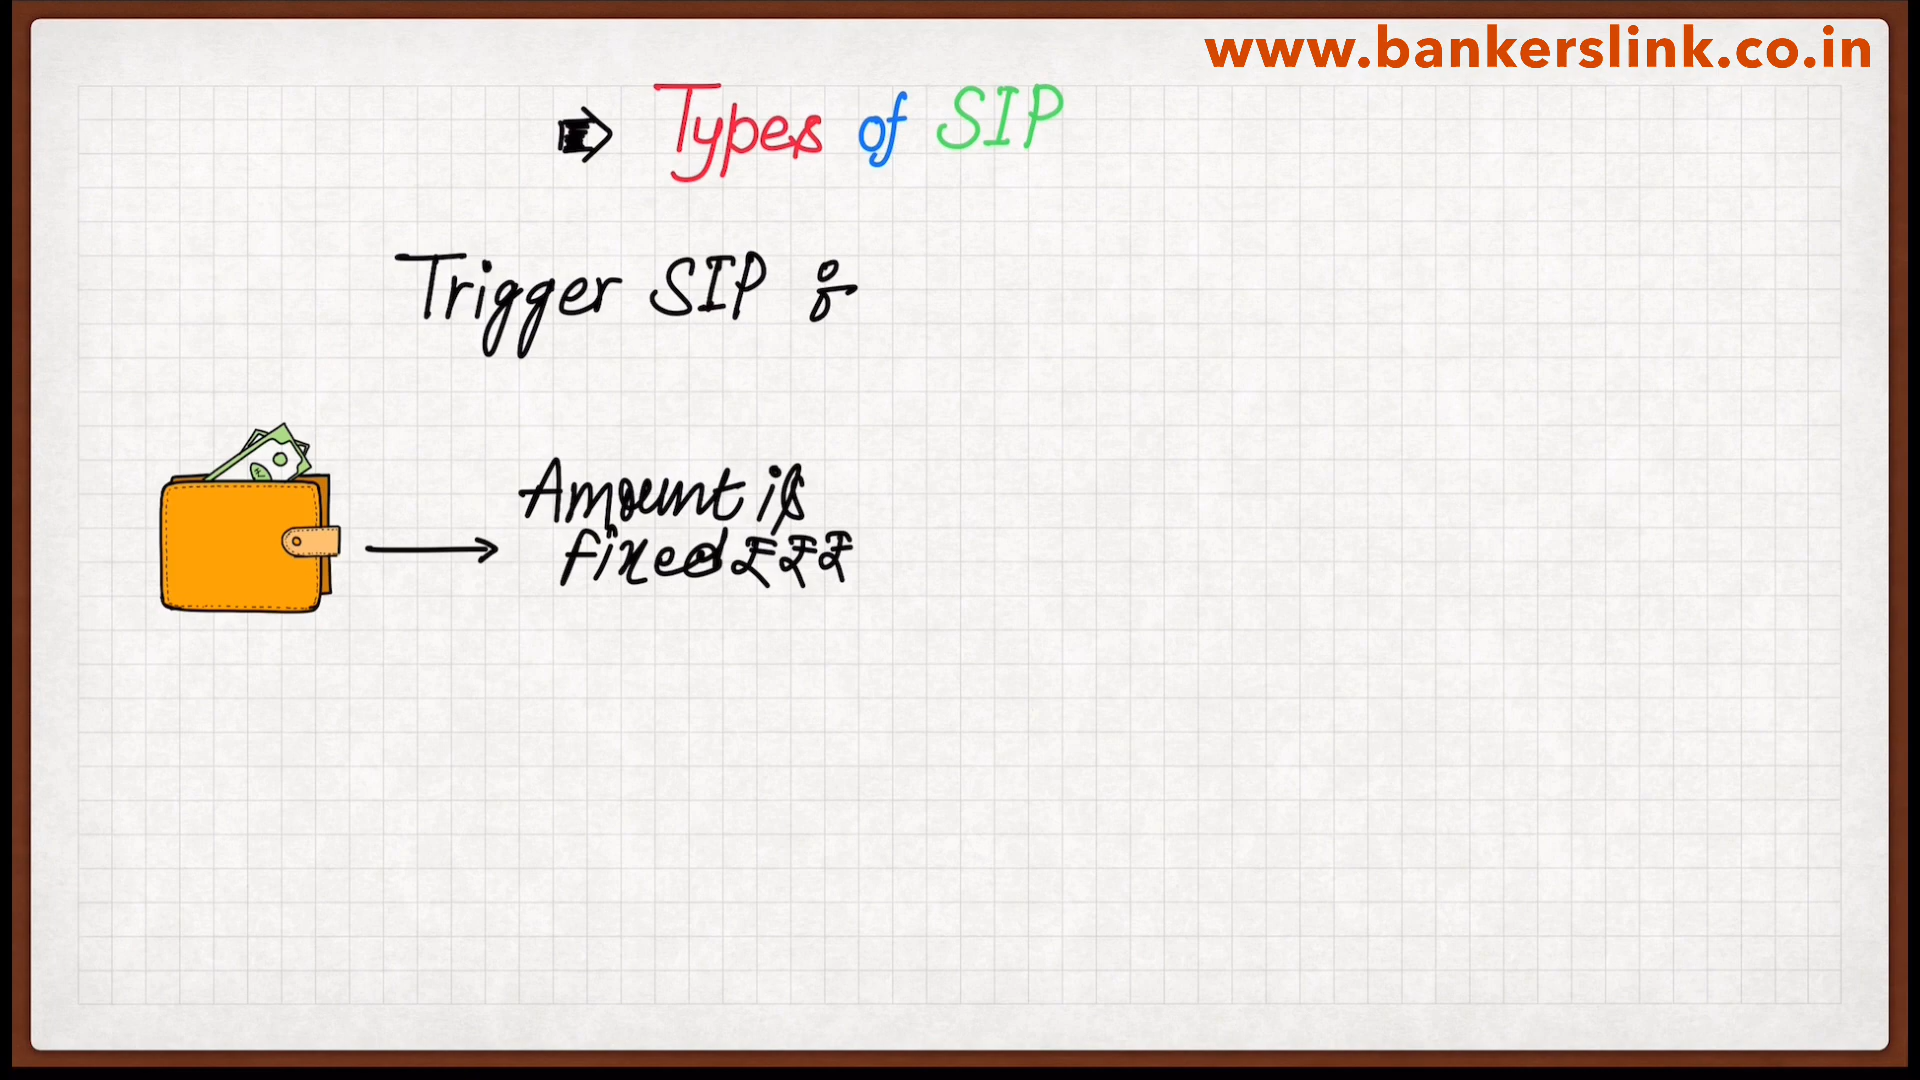 www.bankerslink.co.in
Types of SIP
Trigger SIP :-
Amount is
fixed ₹₹₹